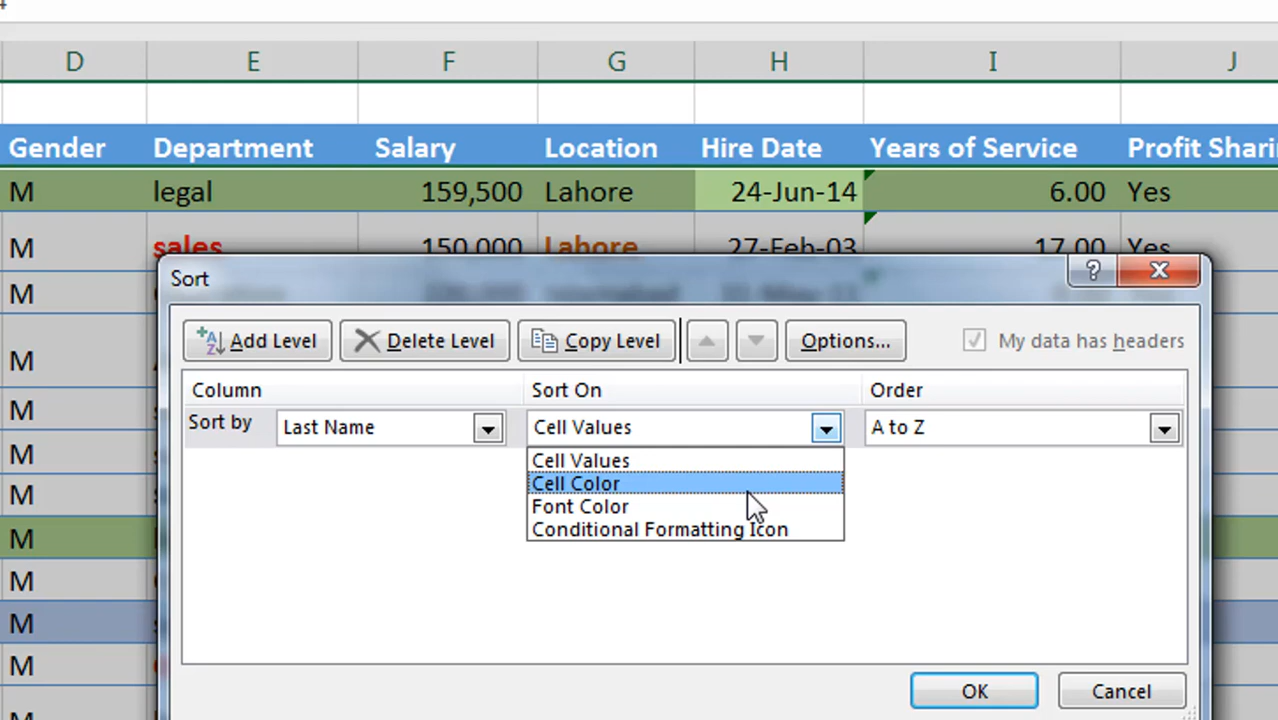 D E F G H I J
Gender Department Salary Location Hire Date Years of Service Profit Shari
M legal 159,500 Lahore 24-Jun-14 6.00 Yes
M sales 150,000 Lahore 27-Feb-03 17.00 Yes
M
Sort
M
Add Level Delete Level Copy Level Options... My data has headers
M
Column Sort On Order
M
Sort by Last Name Cell Values A to Z
M
Cell Values
Cell Color
M
Font Color
Conditional Formatting Icon
M
M
M
M
OK Cancel